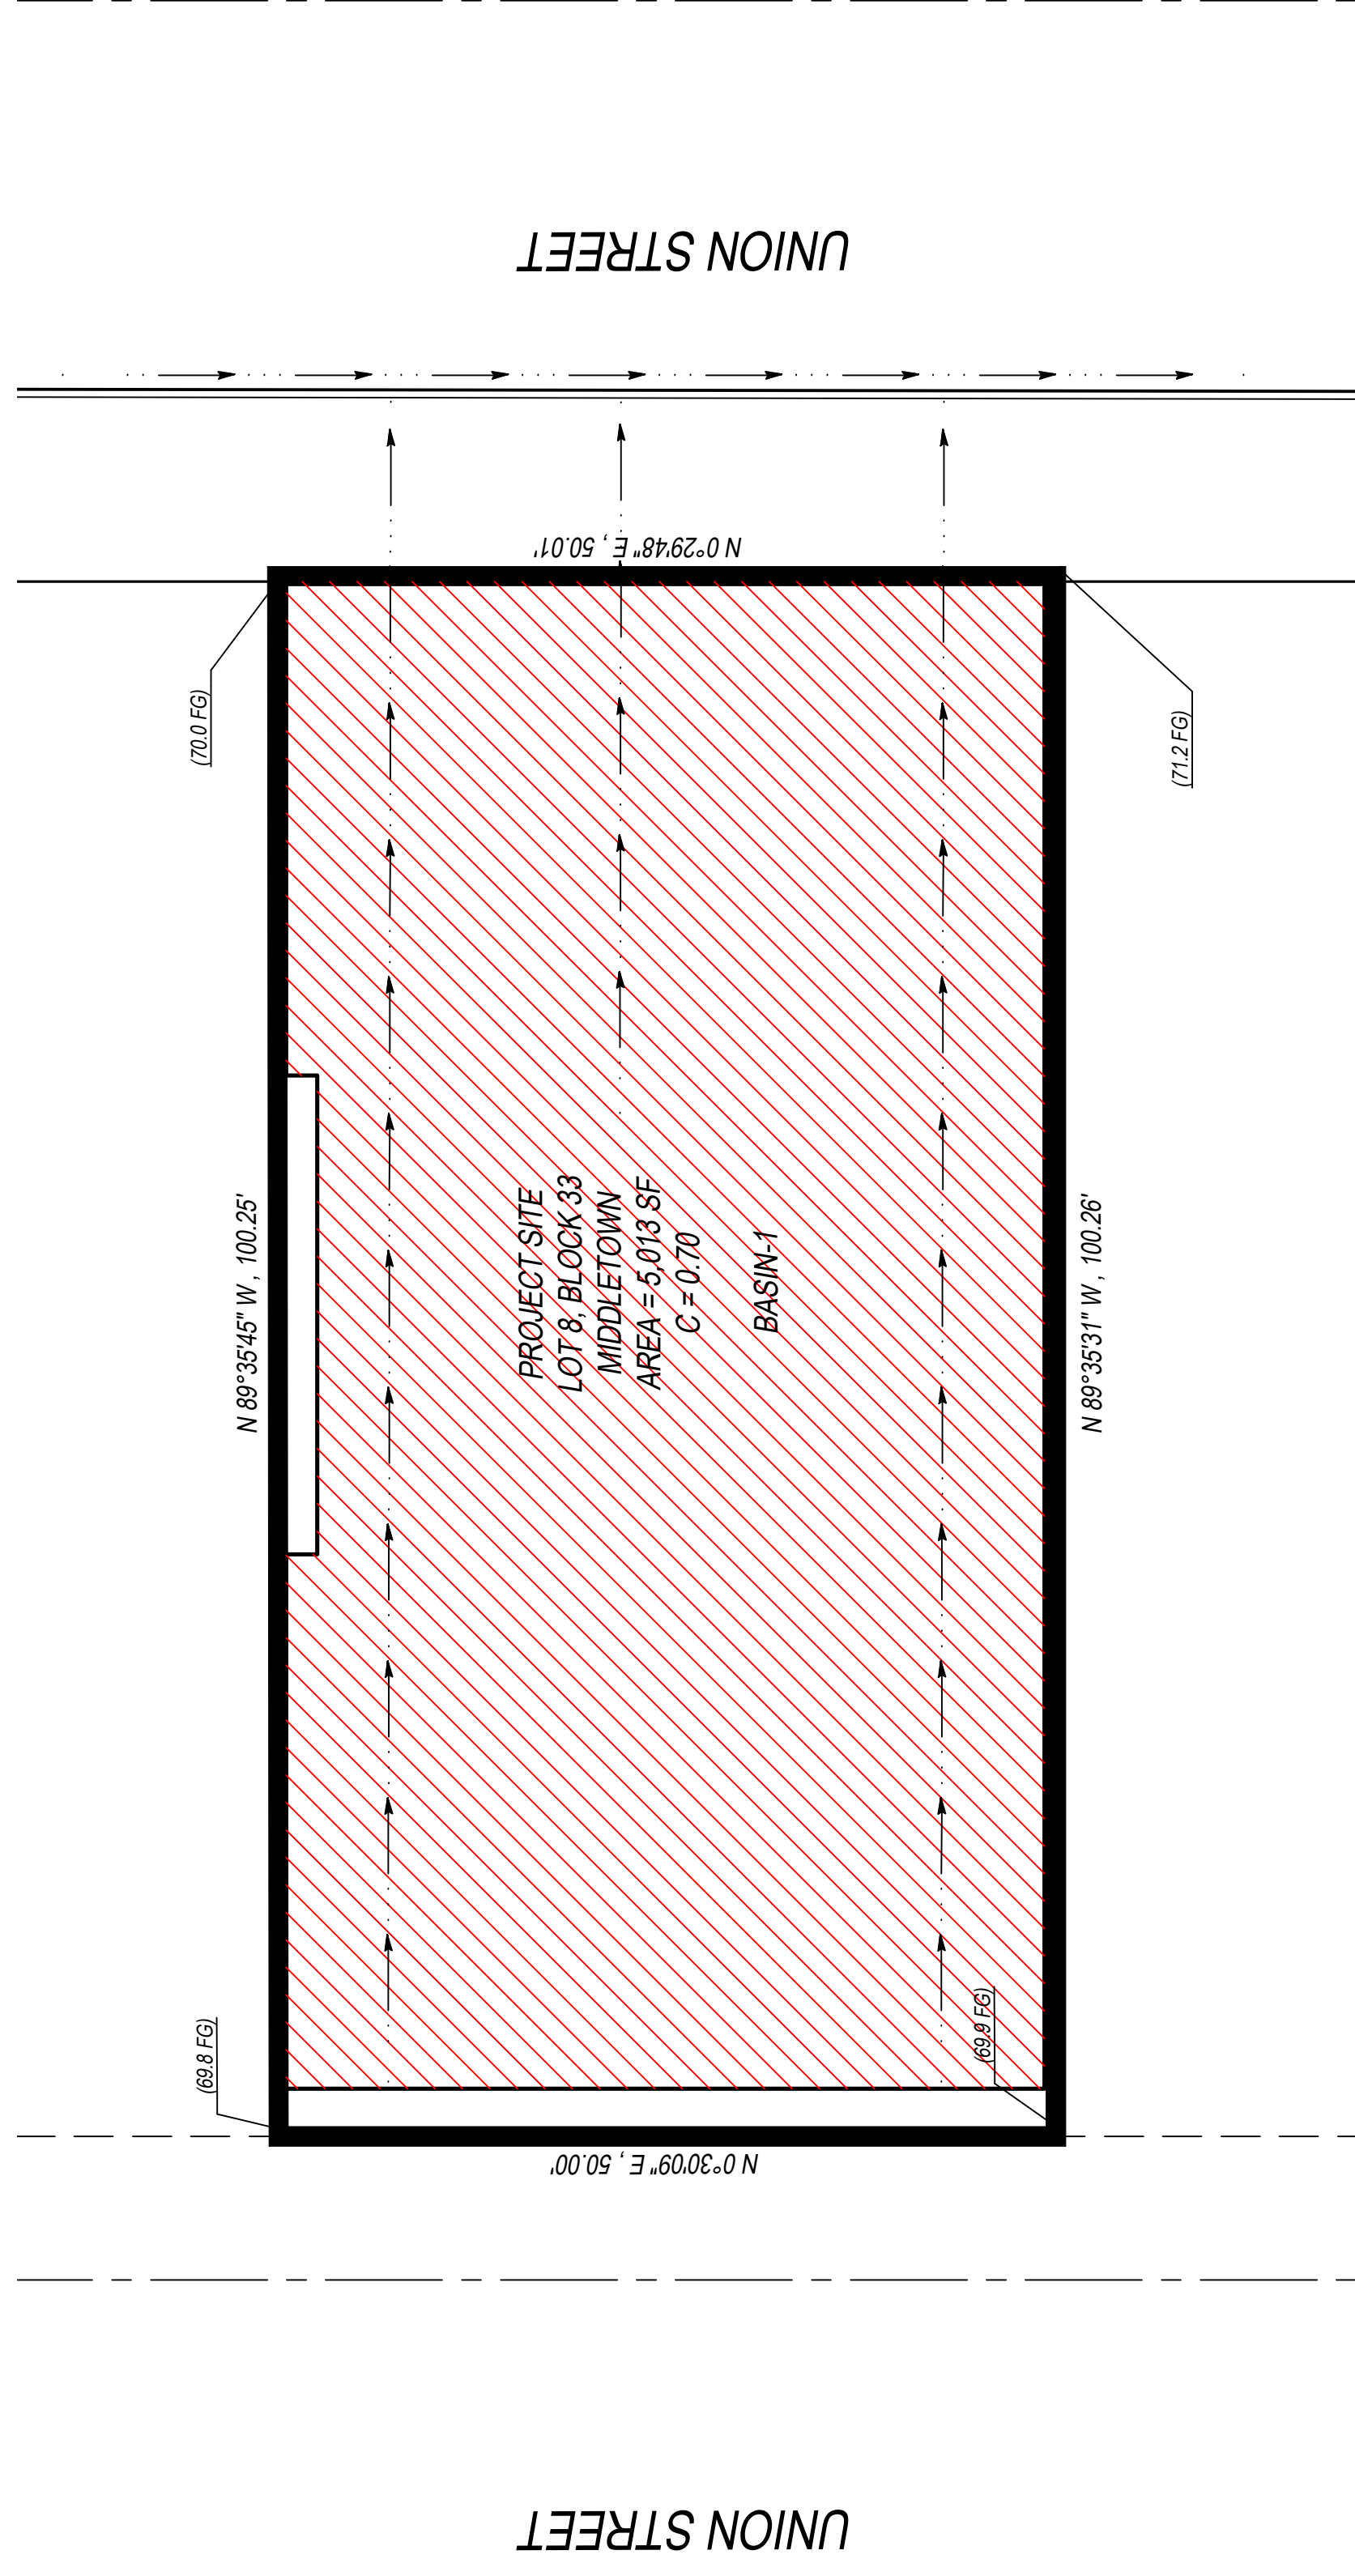 UNION STREET
N 0°29'48" E , 50.01'
(70.0 FG)
(71.2 FG)
N 89°35'45" W , 100.25'
PROJECT SITE
LOT 8, BLOCK 33
MIDDLETOWN
AREA = 5,013 SF
C = 0.70
BASIN-1
N 89°35'31" W , 100.26'
(69.8 FG)
(69.9 FG)
N 0°30'09" E , 50.00'
UNION STREET